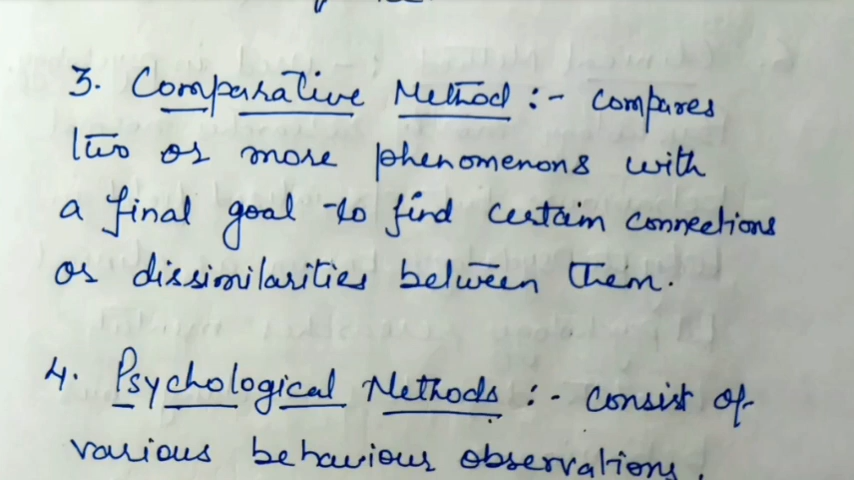 3. Comparative Method :- compares
two or more phenomenons with
a final goal to find certain connections
or dissimilarities between them.
4. Psychological Methods :- consist of
various behaviour observations.